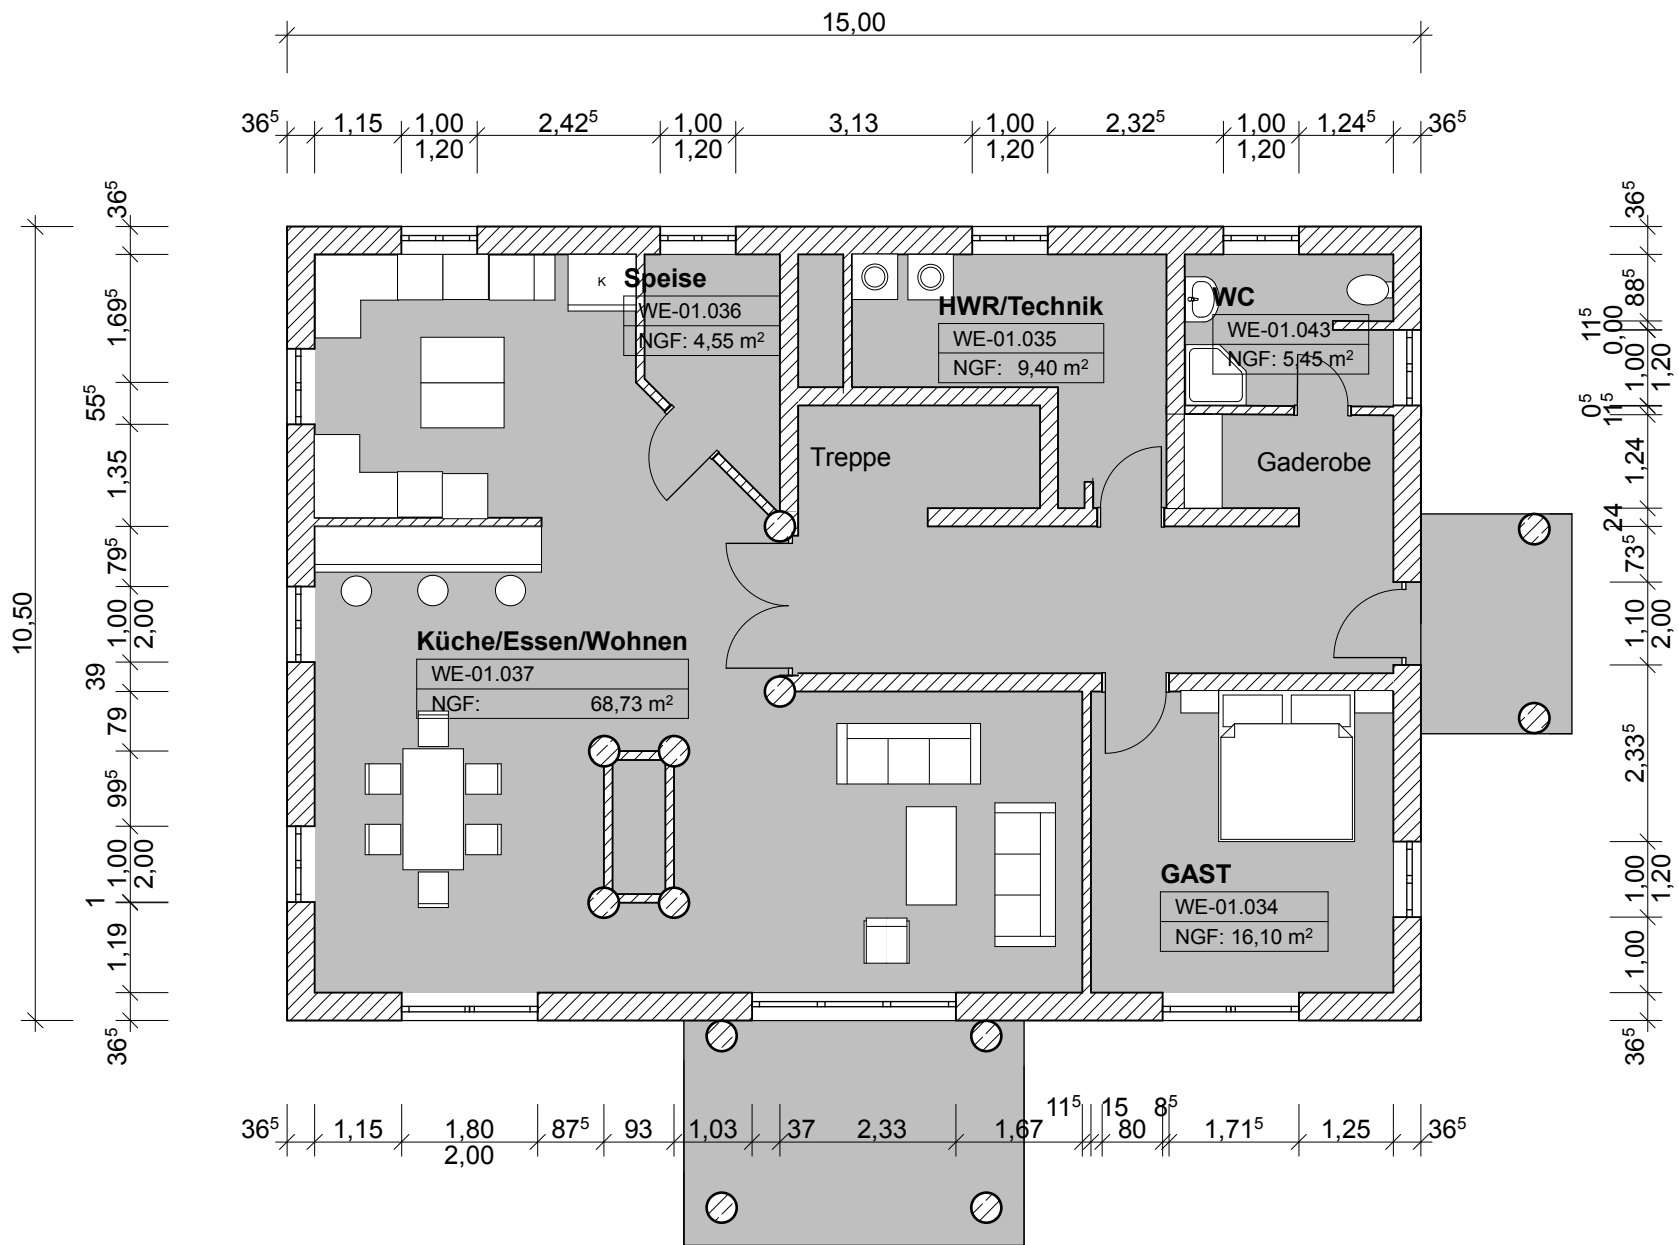 15,00
36⁵ 1,15 1,00 2,42⁵ 1,00 3,13 1,00 2,32⁵ 1,00 1,24⁵ 36⁵
1,20 1,20 1,20 1,20
10,50
36⁵
1,69⁵
55⁵
1,35
79⁵
1,00
2,00
39
79
99⁵
1,00
2,00
1
1,19
36⁵
K
Speise
WE-01.036
NGF: 4,55 m²
HWR/Technik
WE-01.035
NGF: 9,40 m²
WC
WE-01.043
NGF: 5,45 m²
Treppe
Gaderobe
Küche/Essen/Wohnen
WE-01.037
NGF: 68,73 m²
GAST
WE-01.034
NGF: 16,10 m²
36⁵
88⁵
11⁵
0,00
1,00
1,20
0⁵
11⁵
1,24
24
73⁵
1,10
2,00
2,33⁵
1,00
1,20
1,00
36⁵
11⁵ 15 8⁵
36⁵ 1,15 1,80 87⁵ 93 1,03 37 2,33 1,67 80 1,71⁵ 1,25 36⁵
2,00